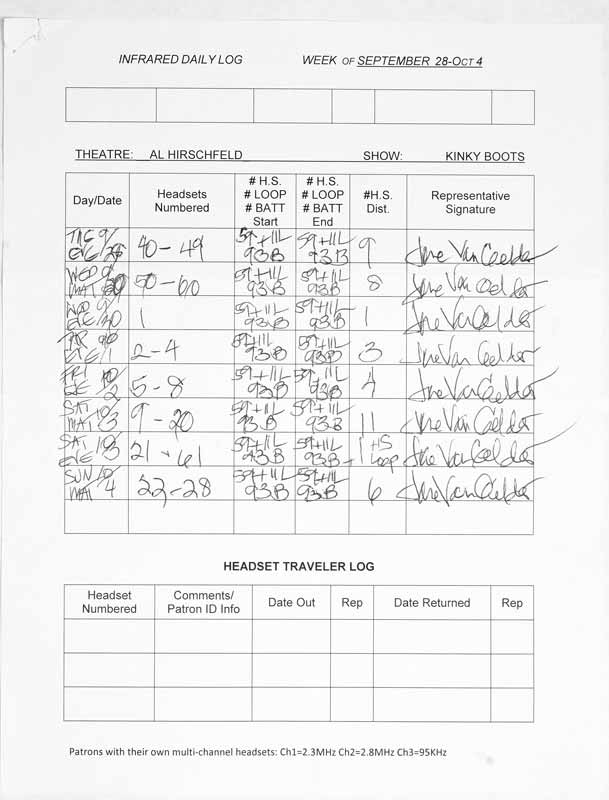 INFRARED DAILY LOG WEEK OF SEPTEMBER 28-OCT 4
THEATRE: AL HIRSCHFELD SHOW: KINKY BOOTS
Day/Date
Headsets
Numbered
# H.S.
# LOOP
# BATT
Start
# H.S.
# LOOP
# BATT
End
#H.S.
Dist.
Representative
Signature
TUE 9/
EVE/29
40-49
59+11L
93B
59+11L
93B
9
Jane Van Gelder
WED 9/
MAT/30
50-60
59+11L
93B
59+11L
93B
8
Jane Van Gelder
WED 9/
EVE/30
1
59+11L
93B
59+11L
93B
1
Jane Van Gelder
EVE/1
2-4
59+11L
93B
59+11L
93B
3
Jane Van Gelder
FRI 10/
EVE 2
5-8
59+11L
93B
59+11L
93B
4
Jane Van Gelder
SAT 10/
MAT 3
9-20
59+11L
93B
59+11L
93B
11
Jane Van Gelder
SAT 10/
EVE 3
21 + 61
59+11L
93B
59+11L
93B
1 HS
1 Loop
Jane Van Gelder
SUN 10/
MAT 4
22-28
59+11L
93B
59+11L
93B
6
Jane Van Gelder
HEADSET TRAVELER LOG
Headset
Numbered
Comments/
Patron ID Info
Date Out
Rep
Date Returned
Rep
Patrons with their own multi-channel headsets: Ch1=2.3MHz Ch2=2.8MHz Ch3=95KHz